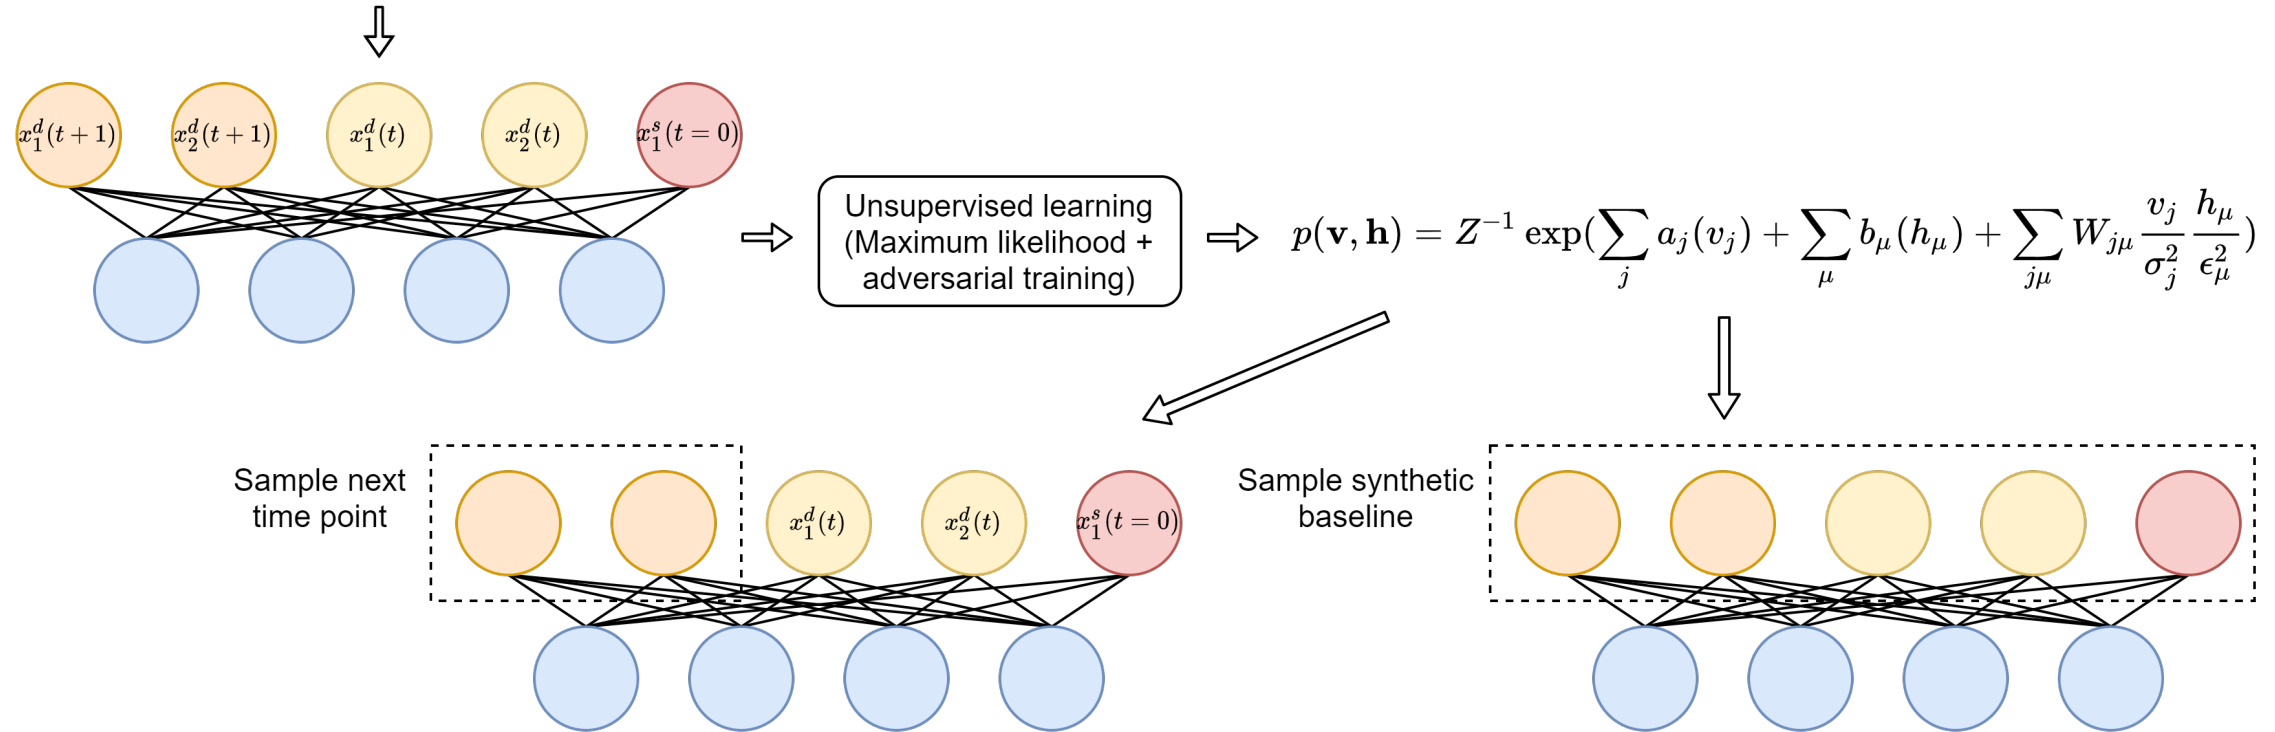 x_1^d(t + 1)
x_2^d(t + 1)
x_1^d(t)
x_2^d(t)
x_1^s(t = 0)
Unsupervised learning
(Maximum likelihood +
adversarial training)
p(𝐯, 𝐡) = Z^{-1} exp(∑_j a_j(v_j) + ∑_μ b_μ(h_μ) + ∑_{jμ} W_{jμ} \frac{v_j}{σ_j^2} \frac{h_μ}{ϵ_μ^2})
Sample next
time point
x_1^d(t)
x_2^d(t)
x_1^s(t = 0)
Sample synthetic
baseline